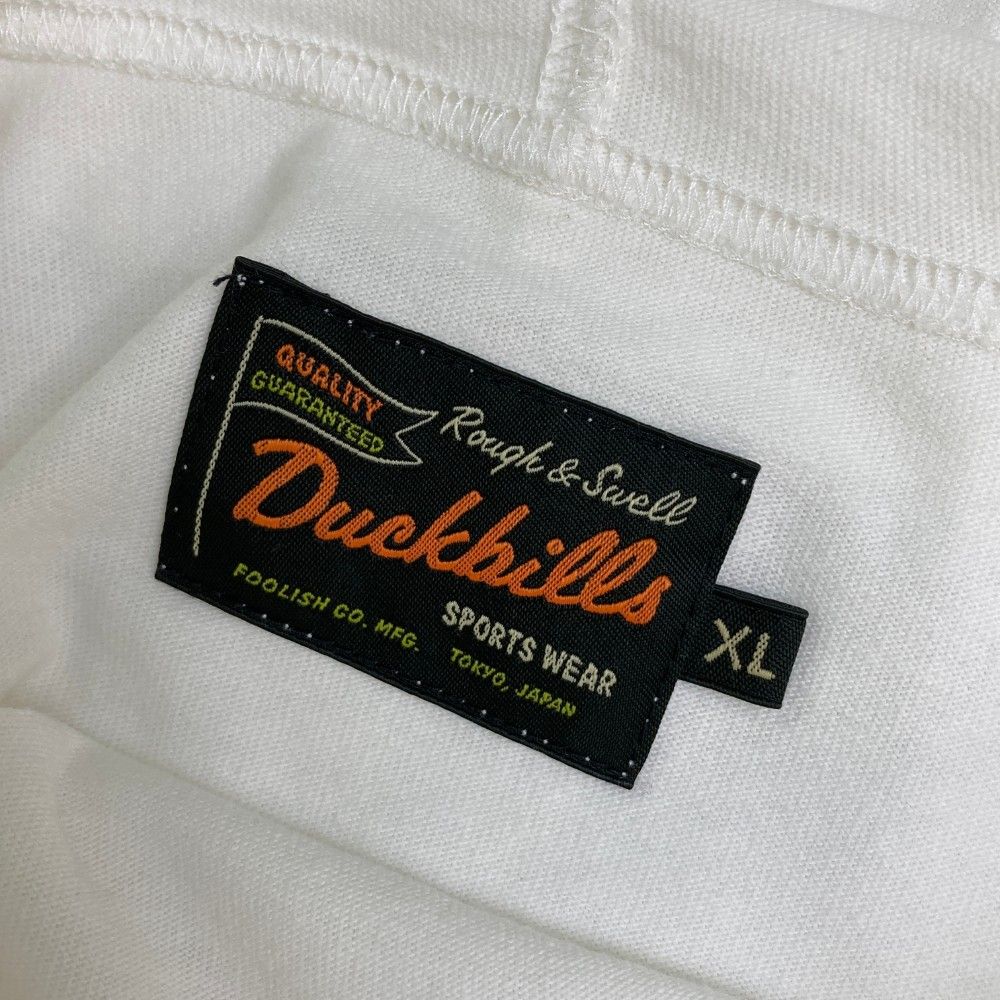 QUALITY
GUARANTEED
Rough & Swell
Duckbills
SPORTS WEAR
FOOLISH CO. MFG. TOKYO, JAPAN
XL